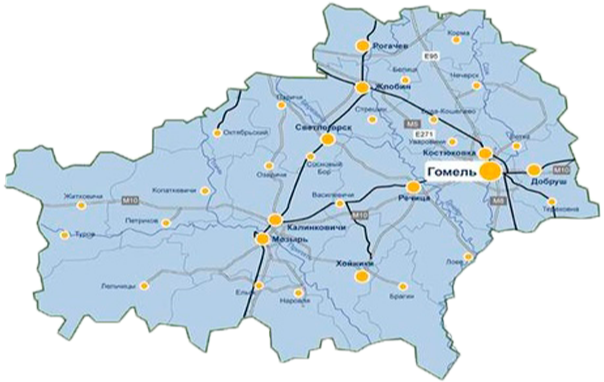 Корма
Рогачев
E95
Белица
Чечерск
Жлобин
Паричи
Стрешин
Буда-Кошелево
M5
Светлогорск
E271
Октябрьский
Уваровичи
Ветка
Костюковка
Сосновый
Бор
Озаричи
Гомель
M10
Добруш
Копаткевичи
Житковичи
Василевичи
Речица
M10
M10
M8
Тереховка
Петриков
Калинковичи
Туров
Мозырь
Лоев
Хойники
Лельчицы
Ельск
Брагин
Наровля